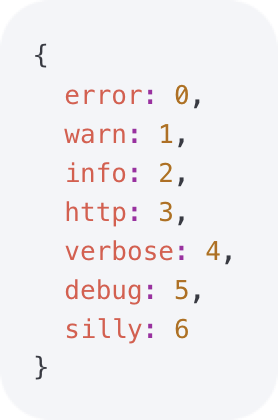 {
  error: 0,
  warn: 1,
  info: 2,
  http: 3,
  verbose: 4,
  debug: 5,
  silly: 6
}